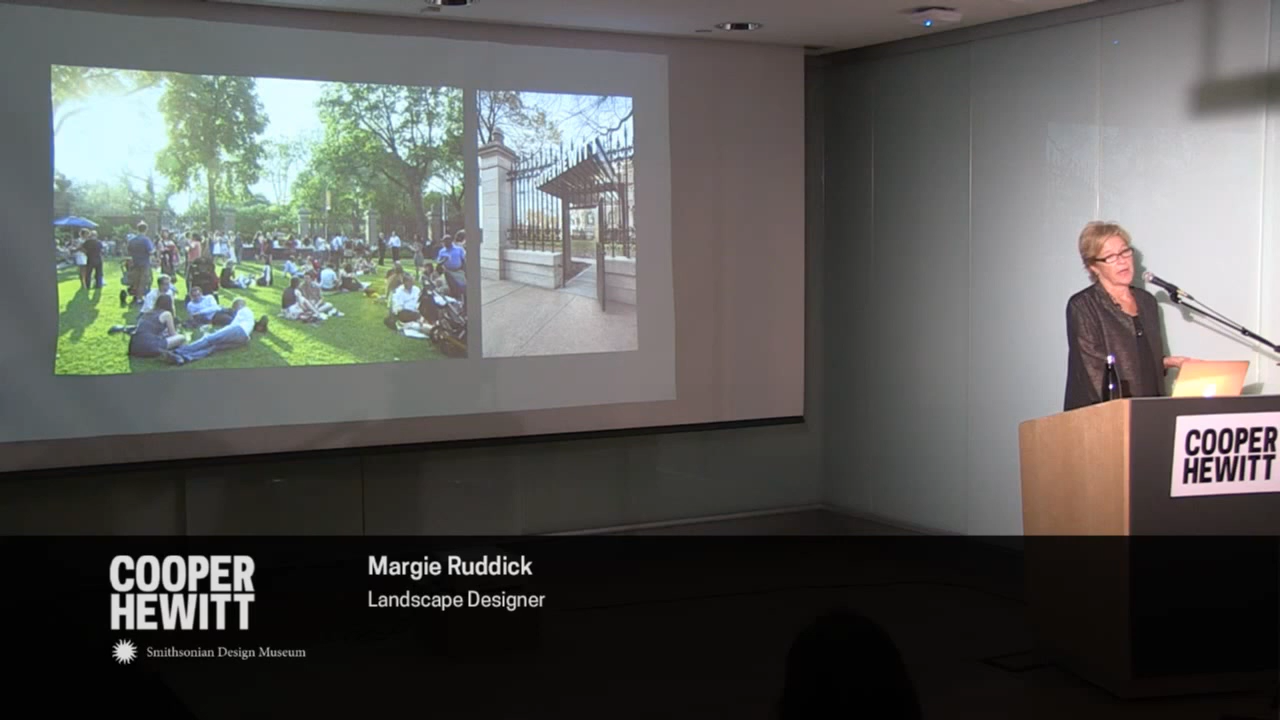 COOPER
HEWITT
COOPER
HEWITT
Smithsonian Design Museum
Margie Ruddick
Landscape Designer